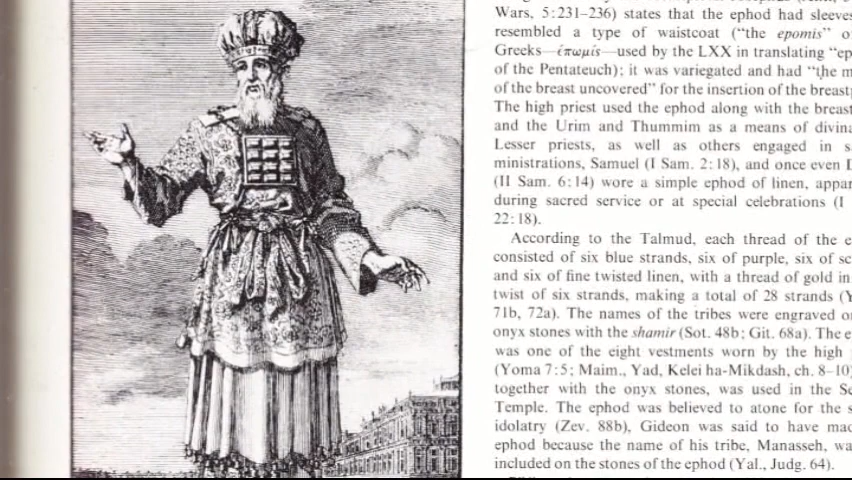 Wars, 5:231–236) states that the ephod had sleeves
resembled a type of waistcoat (“the epomis” o
Greeks—ἐπωμίς—used by the LXX in translating “ep
of the Pentateuch); it was variegated and had “the m
of the breast uncovered” for the insertion of the breast
The high priest used the ephod along with the breast
and the Urim and Thummim as a means of divina
Lesser priests, as well as others engaged in s
ministrations, Samuel (I Sam. 2:18), and once even D
(II Sam. 6:14) wore a simple ephod of linen, appar
during sacred service or at special celebrations (I
22:18).
According to the Talmud, each thread of the e
consisted of six blue strands, six of purple, six of sc
and six of fine twisted linen, with a thread of gold in
twist of six strands, making a total of 28 strands (Y
71b, 72a). The names of the tribes were engraved o
onyx stones with the shamir (Sot. 48b; Git. 68a). The e
was one of the eight vestments worn by the high
(Yoma 7:5; Maim., Yad, Kelei ha-Mikdash, ch. 8–10)
together with the onyx stones, was used in the Se
Temple. The ephod was believed to atone for the s
idolatry (Zev. 88b), Gideon was said to have mad
ephod because the name of his tribe, Manasseh, wa
included on the stones of the ephod (Yal., Judg. 64).